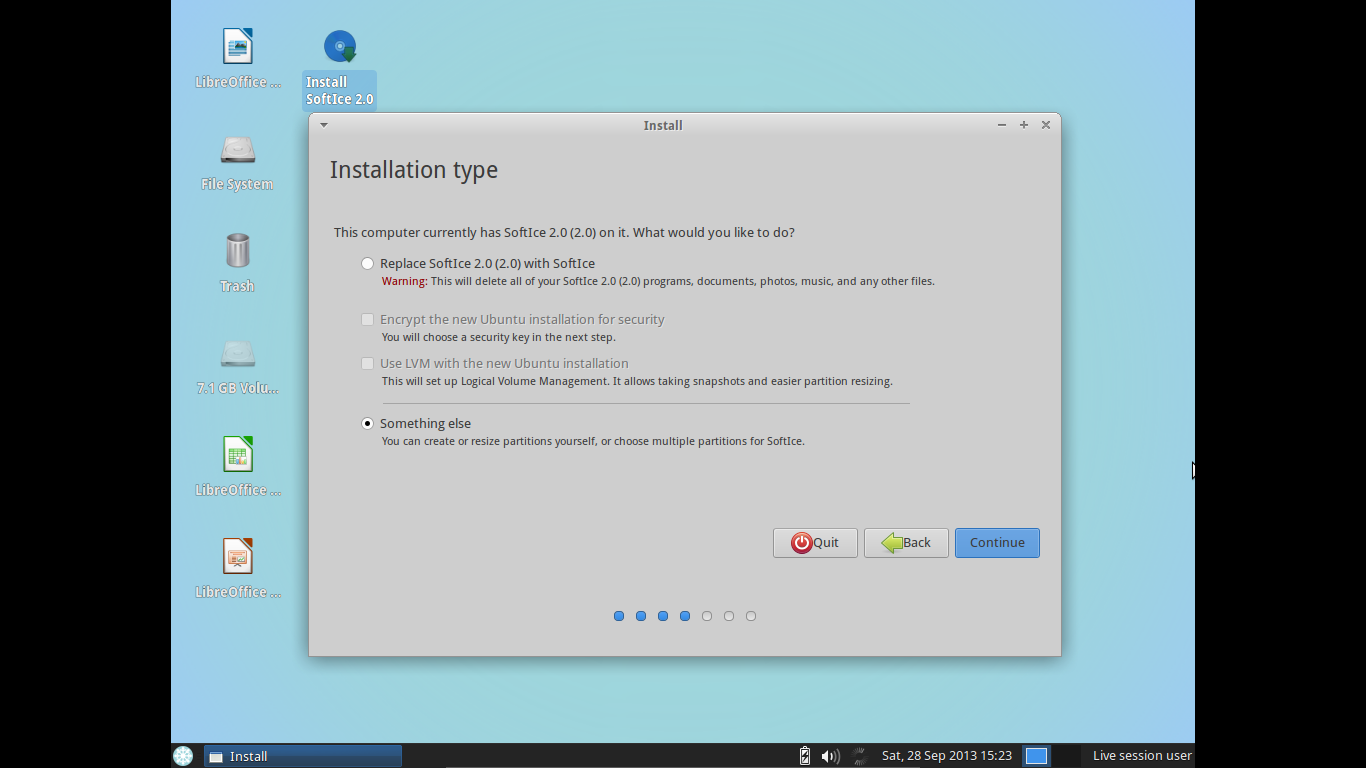 LibreOffice ...
Install
SoftIce 2.0
File System
Trash
7.1 GB Volu...
LibreOffice ...
LibreOffice ...
Install
Installation type
This computer currently has SoftIce 2.0 (2.0) on it. What would you like to do?
Replace SoftIce 2.0 (2.0) with SoftIce
Warning: This will delete all of your SoftIce 2.0 (2.0) programs, documents, photos, music, and any other files.
Encrypt the new Ubuntu installation for security
You will choose a security key in the next step.
Use LVM with the new Ubuntu installation
This will set up Logical Volume Management. It allows taking snapshots and easier partition resizing.
Something else
You can create or resize partitions yourself, or choose multiple partitions for SoftIce.
Quit
Back
Continue
Install
Sat, 28 Sep 2013 15:23
Live session user